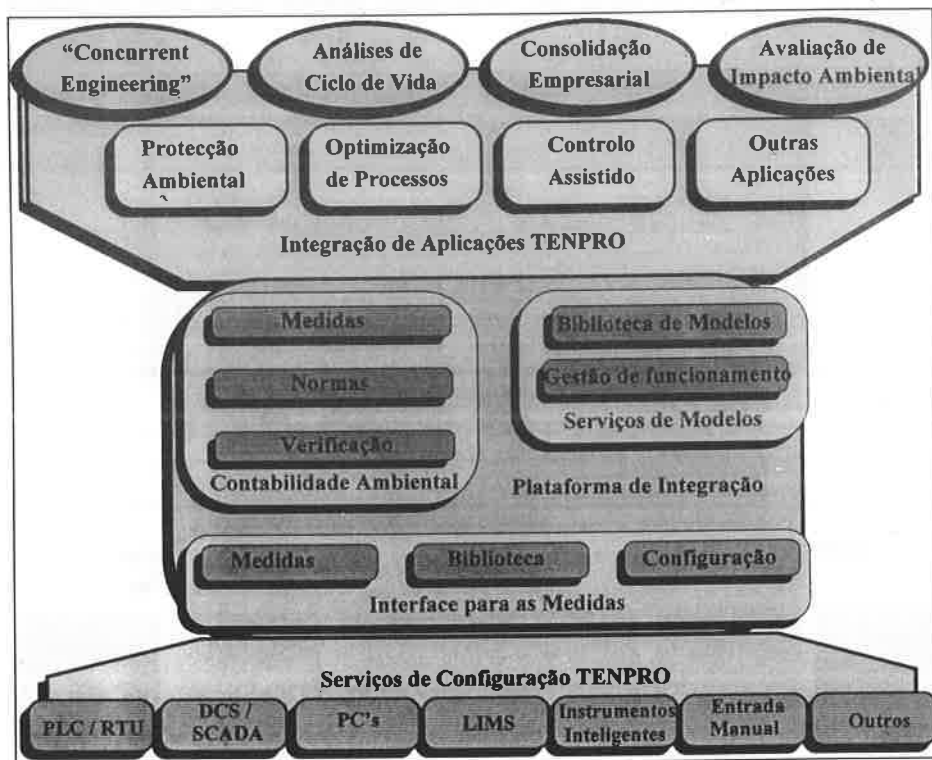 “Concurrent
Engineering”
Análises de
Ciclo de Vida
Consolidação
Empresarial
Avaliação de
Impacto Ambiental
Protecção
Ambiental
Optimização
de Processos
Controlo
Assistido
Outras
Aplicações
Integração de Aplicações TENPRO
Medidas
Normas
Verificação
Contabilidade Ambiental
Biblioteca de Modelos
Gestão de funcionamento
Serviços de Modelos
Plataforma de Integração
Medidas
Biblioteca
Configuração
Interface para as Medidas
Serviços de Configuração TENPRO
PLC / RTU
DCS /
SCADA
PC's
LIMS
Instrumentos
Inteligentes
Entrada
Manual
Outros